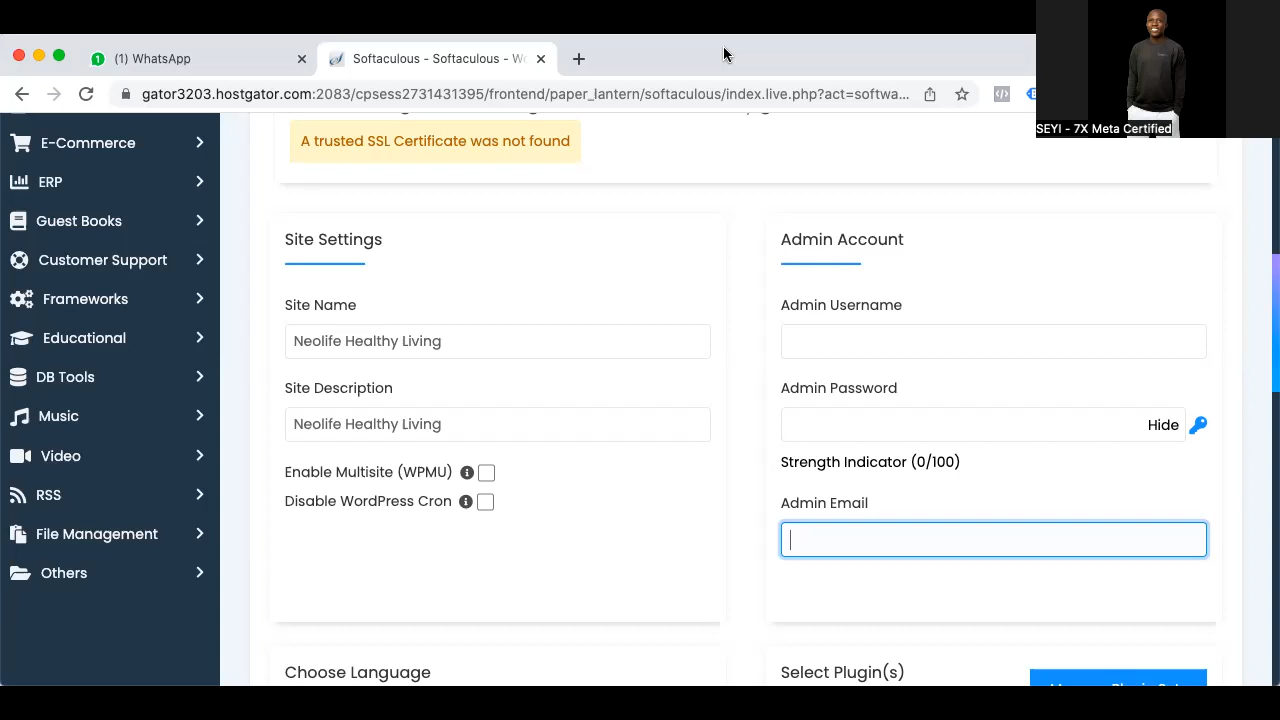 (1) WhatsApp
Softaculous - Softaculous - Wo
gator3203.hostgator.com:2083/cpsess2731431395/frontend/paper_lantern/softaculous/index.live.php?act=softwa...
SEYI - 7X Meta Certified
E-Commerce
ERP
Guest Books
Customer Support
Frameworks
Educational
DB Tools
Music
Video
RSS
File Management
Others
A trusted SSL Certificate was not found
Site Settings
Site Name
Neolife Healthy Living
Site Description
Neolife Healthy Living
Enable Multisite (WPMU)
Disable WordPress Cron
Admin Account
Admin Username
Admin Password
Hide
Strength Indicator (0/100)
Admin Email
Choose Language
Select Plugin(s)